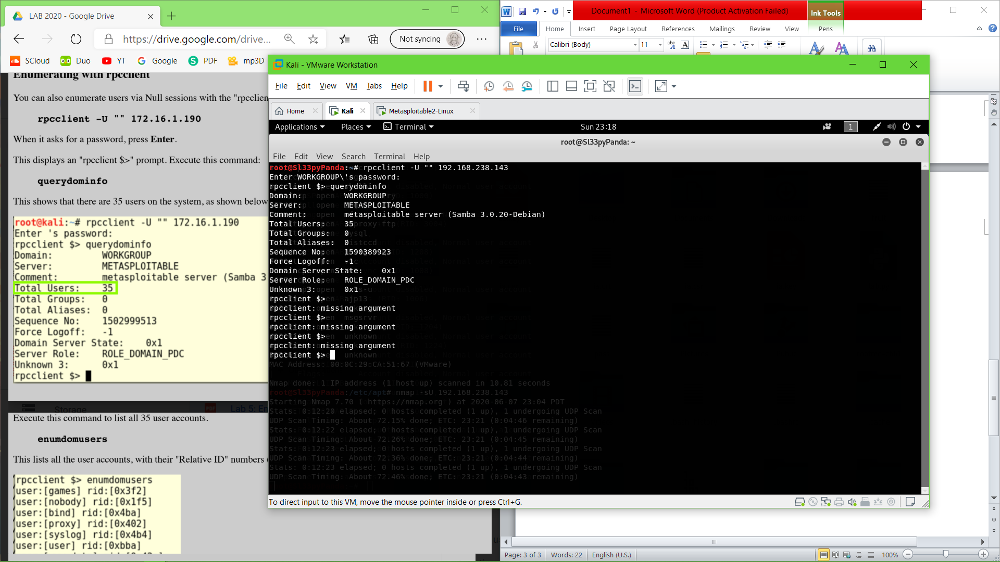 LAB 2020 - Google Drive
https://drive.google.com/drive...
Not syncing
SCloud
Duo
YT
Google
PDF
mp3D
Enumerating with rpcclient
You can also enumerate users via Null sessions with the "rpcclien
rpcclient -U "" 172.16.1.190
When it asks for a password, press Enter.
This displays an "rpcclient $>" prompt. Execute this command:
querydominfo
This shows that there are 35 users on the system, as shown below
root@kali:~# rpcclient -U "" 172.16.1.190
Enter 's password:
rpcclient $> querydominfo
Domain: WORKGROUP
Server: METASPLOITABLE
Comment: metasploitable server (Samba 3
Total Users: 35
Total Groups: 0
Total Aliases: 0
Sequence No: 1502999513
Force Logoff: -1
Domain Server State: 0x1
Server Role: ROLE_DOMAIN_PDC
Unknown 3: 0x1
rpcclient $>
Storage
Lab 5: En
Execute this command to list all 35 user accounts.
enumdomusers
This lists all the user accounts, with their "Relative ID" numbers
rpcclient $> enumdomusers
user:[games] rid:[0x3f2]
user:[nobody] rid:[0x1f5]
user:[bind] rid:[0x4ba]
user:[proxy] rid:[0x402]
user:[syslog] rid:[0x4b4]
user:[user] rid:[0xbba]
Document1 - Microsoft Word (Product Activation Failed)
Ink Tools
File Home Insert Page Layout References Mailings Review View Pens
Calibri (Body) 11
Kali - VMware Workstation
File Edit View VM Tabs Help
Home Kali Metasploitable2-Linux
Applications Places Terminal Sun 23:18 1
root@Sl33pyPanda: ~
File Edit View Search Terminal Help
root@Sl33pyPanda:~# rpcclient -U "" 192.168.238.143
Enter WORKGROUP\'s password:
rpcclient $> querydominfo
Domain: WORKGROUP
Server: METASPLOITABLE
Comment: metasploitable server (Samba 3.0.20-Debian)
Total Users: 35
Total Groups: 0
Total Aliases: 0
Sequence No: 1590389923
Force Logoff: -1
Domain Server State: 0x1
Server Role: ROLE_DOMAIN_PDC
Unknown 3: 0x1
rpcclient $>
rpcclient: missing argument
rpcclient $>
rpcclient: missing argument
rpcclient $>
rpcclient: missing argument
rpcclient $>
MAC Address: 00:0C:29:CA:51:67 (VMware)
Nmap done: 1 IP address (1 host up) scanned in 10.81 seconds
root@Sl33pyPanda:/etc/apt# nmap -sU 192.168.238.143
Starting Nmap 7.70 ( https://nmap.org ) at 2020-06-07 23:04 PDT
Stats: 0:12:20 elapsed; 0 hosts completed (1 up), 1 undergoing UDP Scan
UDP Scan Timing: About 72.15% done; ETC: 23:21 (0:04:46 remaining)
Stats: 0:12:22 elapsed; 0 hosts completed (1 up), 1 undergoing UDP Scan
UDP Scan Timing: About 72.26% done; ETC: 23:21 (0:04:45 remaining)
Stats: 0:12:23 elapsed; 0 hosts completed (1 up), 1 undergoing UDP Scan
UDP Scan Timing: About 72.36% done; ETC: 23:21 (0:04:44 remaining)
Stats: 0:12:23 elapsed; 0 hosts completed (1 up), 1 undergoing UDP Scan
UDP Scan Timing: About 72.46% done; ETC: 23:21 (0:04:43 remaining)
To direct input to this VM, move the mouse pointer inside or press Ctrl+G.
Page: 3 of 3 Words: 22 English (U.S.) 100%